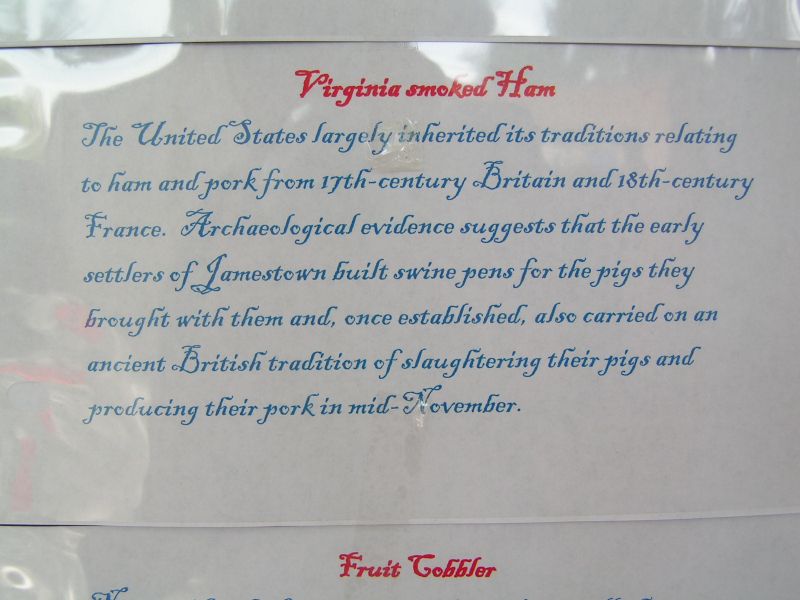 Virginia smoked Ham
The United States largely inherited its traditions relating
to ham and pork from 17th-century Britain and 18th-century
France. Archaeological evidence suggests that the early
settlers of Jamestown built swine pens for the pigs they
brought with them and, once established, also carried on an
ancient British tradition of slaughtering their pigs and
producing their pork in mid-November.
Fruit Cobbler